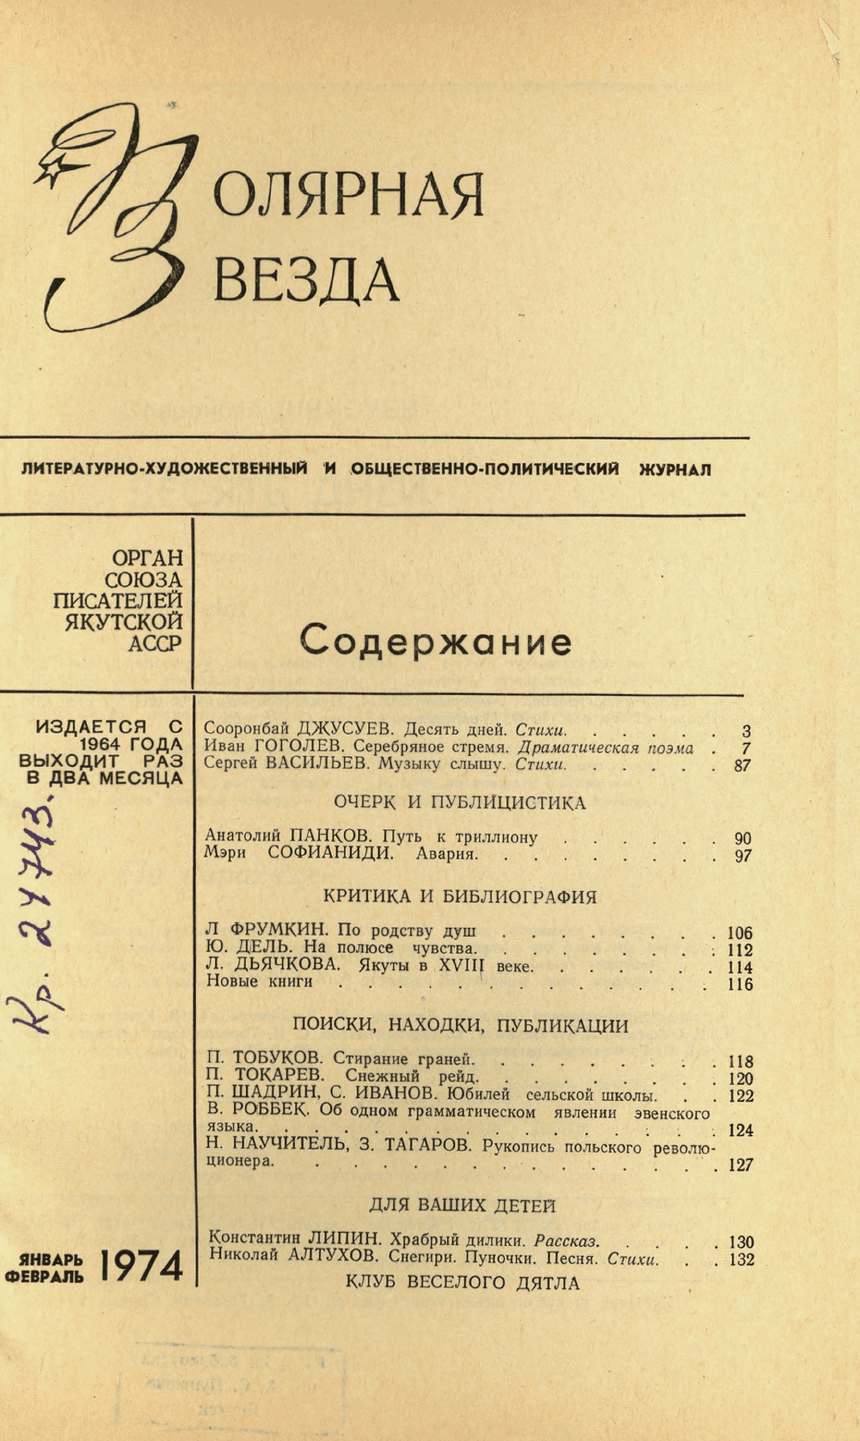 ПОЛЯРНАЯ
ЗВЕЗДА
ЛИТЕРАТУРНО-ХУДОЖЕСТВЕННЫЙ И ОБЩЕСТВЕННО-ПОЛИТИЧЕСКИЙ ЖУРНАЛ
ОРГАН
СОЮЗА
ПИСАТЕЛЕЙ
ЯКУТСКОЙ
АССР
Содержание
ИЗДАЕТСЯ С
1964 ГОДА
ВЫХОДИТ РАЗ
В ДВА МЕСЯЦА
Кр. 24743.
Сооронбай ДЖУСУЕВ. Десять дней. Стихи. . . . . . 3
Иван ГОГОЛЕВ. Серебряное стремя. Драматическая поэма . 7
Сергей ВАСИЛЬЕВ. Музыку слышу. Стихи. . . . . . 87
ОЧЕРК И ПУБЛИЦИСТИКА
Анатолий ПАНКОВ. Путь к триллиону . . . . . . 90
Мэри СОФИАНИДИ. Авария. . . . . . . . . 97
КРИТИКА И БИБЛИОГРАФИЯ
Л ФРУМКИН. По родству душ . . . . . . . . 106
Ю. ДЕЛЬ. На полюсе чувства. . . . . . . . . 112
Л. ДЬЯЧКОВА. Якуты в XVIII веке. . . . . . . 114
Новые книги . . . . . . . . . . . . . 116
ПОИСКИ, НАХОДКИ, ПУБЛИКАЦИИ
П. ТОБУКОВ. Стирание граней. . . . . . . . . 118
П. ТОКАРЕВ. Снежный рейд. . . . . . . . . 120
П. ШАДРИН, С. ИВАНОВ. Юбилей сельской школы. . . 122
В. РОББЕК. Об одном грамматическом явлении эвенского
языка. . . . . . . . . . . . . . . . . 124
Н. НАУЧИТЕЛЬ, З. ТАГАРОВ. Рукопись польского револю-
ционера. . . . . . . . . . . . . . . . 127
ДЛЯ ВАШИХ ДЕТЕЙ
Константин ЛИПИН. Храбрый дилики. Рассказ. . . . . 130
Николай АЛТУХОВ. Снегири. Пуночки. Песня. Стихи. . . 132
КЛУБ ВЕСЕЛОГО ДЯТЛА
ЯНВАРЬ
ФЕВРАЛЬ
1974